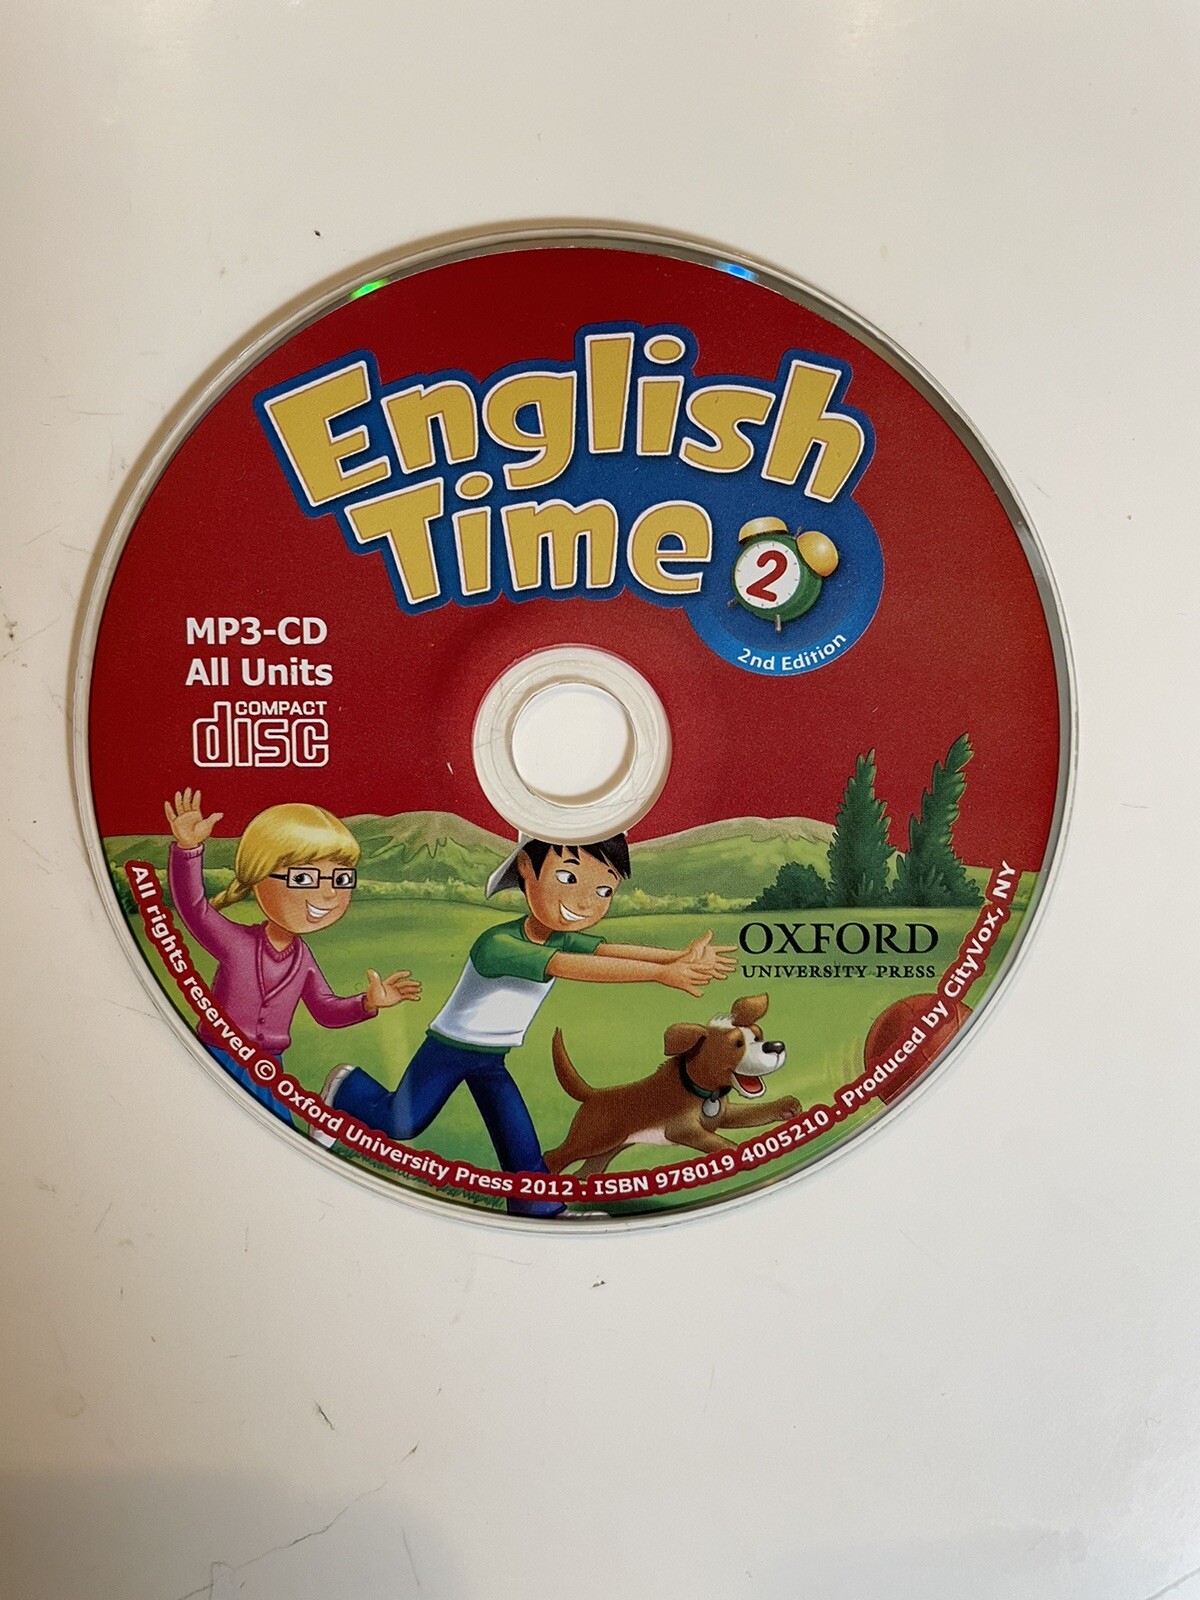 English
Time 2
2nd Edition
MP3-CD
All Units
COMPACT
disc
OXFORD
UNIVERSITY PRESS
All rights reserved © Oxford University Press 2012 . ISBN 978019 4005210 . Produced by CityVox, NY